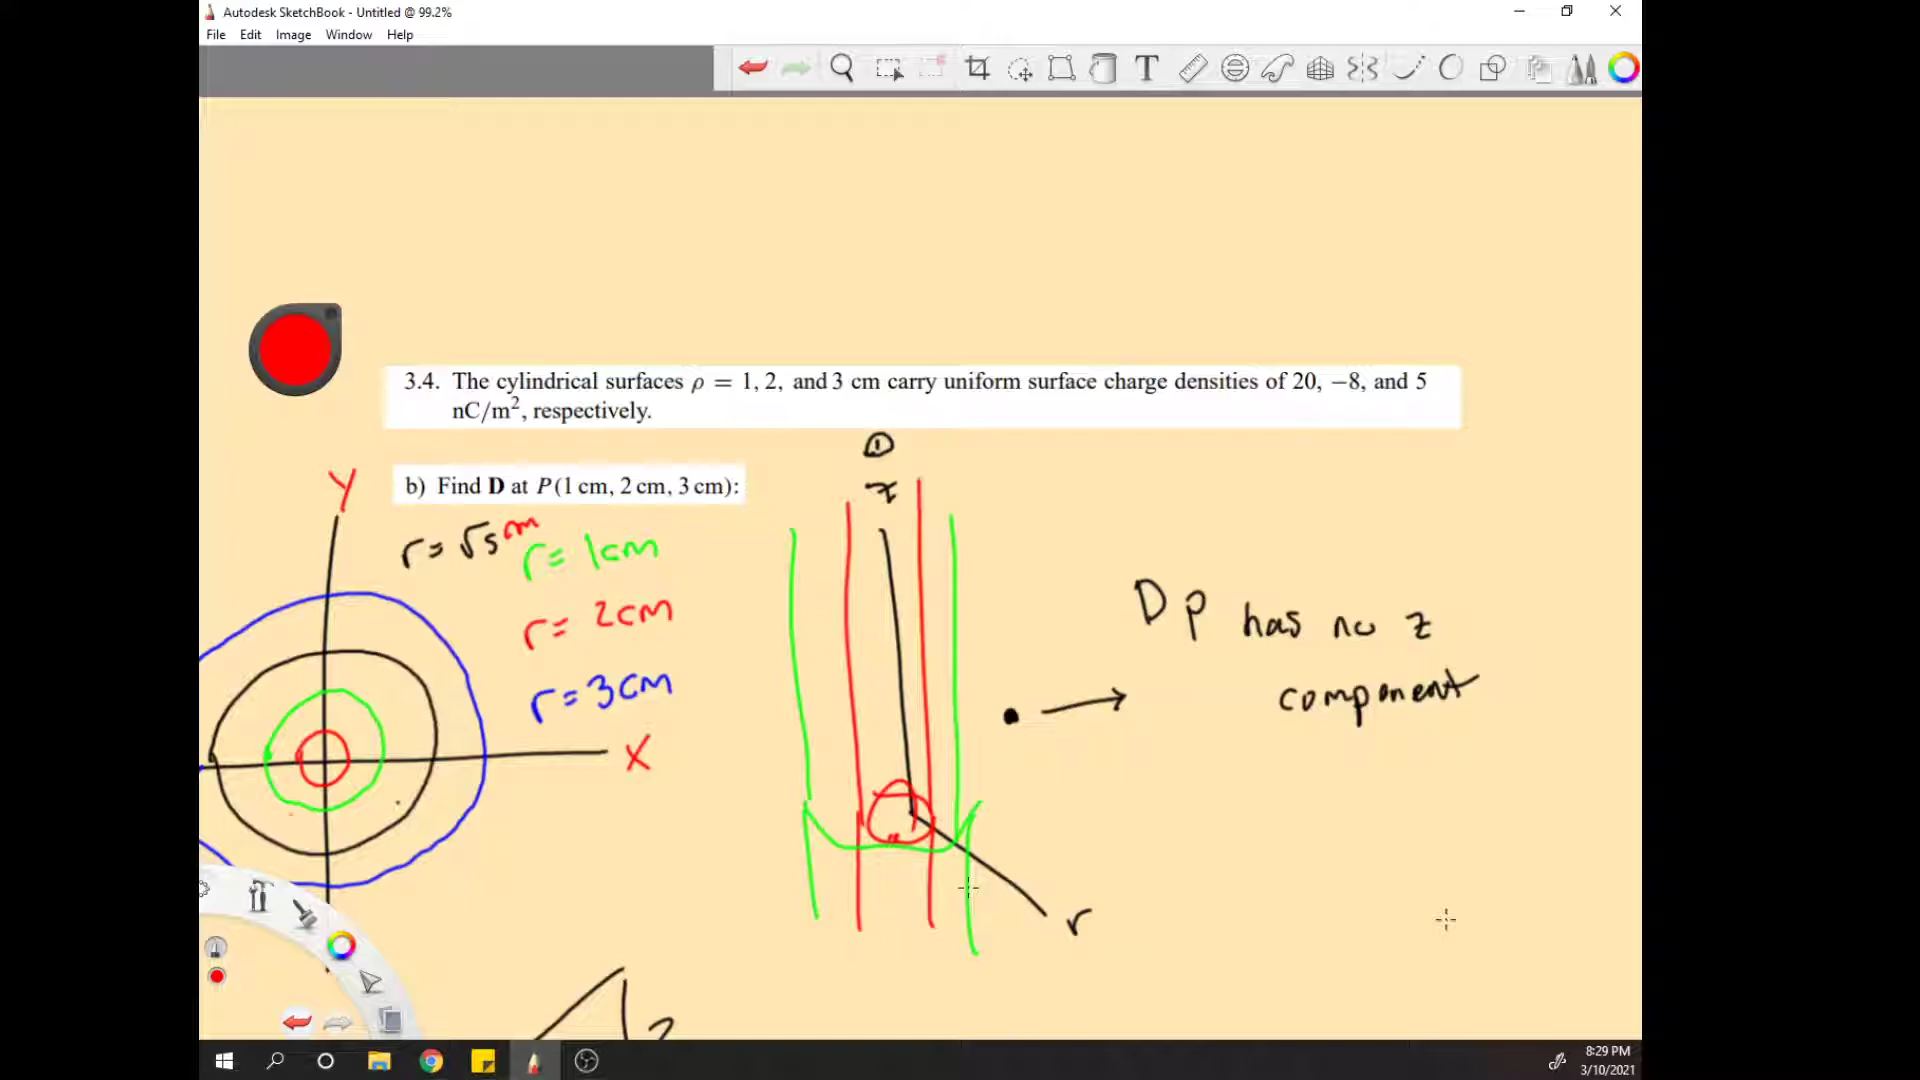 Autodesk SketchBook - Untitled @ 99.2%
File Edit Image Window Help
3.4. The cylindrical surfaces ρ = 1, 2, and 3 cm carry uniform surface charge densities of 20, −8, and 5
nC/m², respectively.
①
z
b) Find D at P(1 cm, 2 cm, 3 cm):
Y
r = √5 m
r = 1cm
r = 2cm
r = 3cm
X
Dp has no z
component
r
2
8:29 PM
3/10/2021